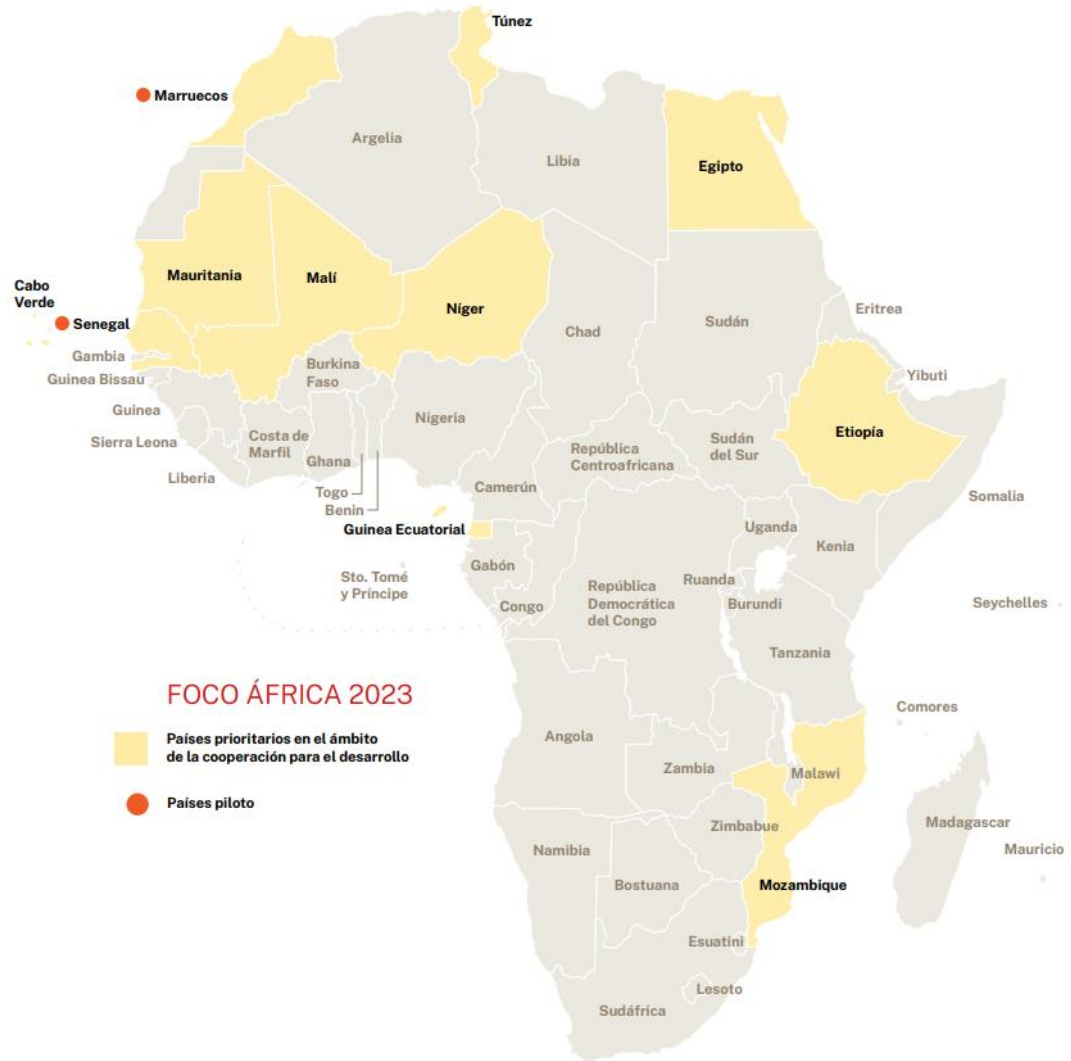 Túnez
Marruecos
Argelia
Libia
Egipto
Mauritania
Malí
Níger
Cabo
Verde
Senegal
Chad
Sudán
Eritrea
Gambia
Guinea Bissau
Burkina
Faso
Yibuti
Guinea
Nigeria
Sierra Leona
Costa de
Marfil
Ghana
República
Centroafricana
Sudán
del Sur
Etiopía
Liberia
Togo
Benin
Camerún
Somalia
Guinea Ecuatorial
Uganda
Kenia
Gabón
Sto. Tomé
y Príncipe
Congo
República
Democrática
del Congo
Ruanda
Burundi
Seychelles
Tanzania
FOCO ÁFRICA 2023
Países prioritarios en el ámbito
de la cooperación para el desarrollo
Países piloto
Comores
Angola
Zambia
Malawi
Zimbabue
Madagascar
Mauricio
Namibia
Bostuana
Mozambique
Esuatini
Lesoto
Sudáfrica